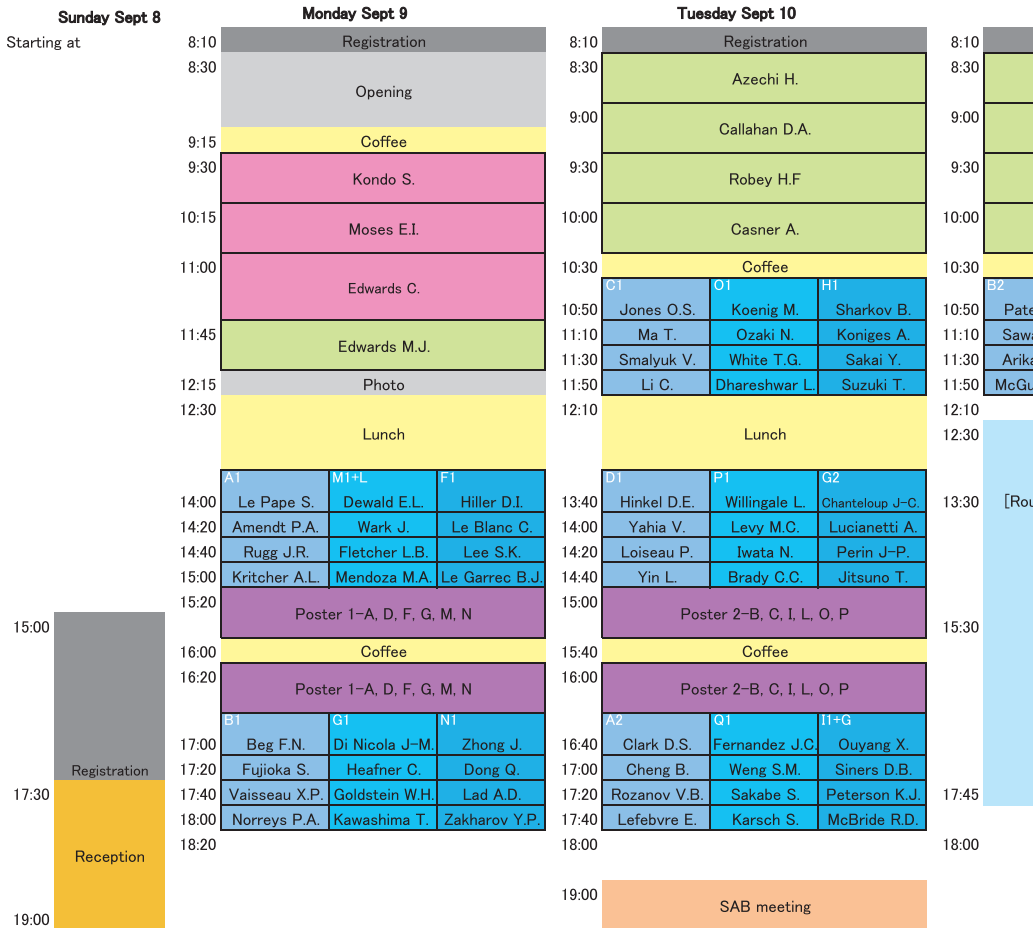 Sunday Sept 8
Monday Sept 9
Tuesday Sept 10
Starting at
8:10 Registration
8:30 Opening
9:15 Coffee
9:30 Kondo S.
10:15 Moses E.I.
11:00 Edwards C.
11:45 Edwards M.J.
12:15 Photo
12:30 Lunch
A1 M1+L F1
14:00 Le Pape S. Dewald E.L. Hiller D.I.
14:20 Amendt P.A. Wark J. Le Blanc C.
14:40 Rugg J.R. Fletcher L.B. Lee S.K.
15:00 Kritcher A.L. Mendoza M.A. Le Garrec B.J.
15:20 Poster 1-A, D, F, G, M, N
16:00 Coffee
16:20 Poster 1-A, D, F, G, M, N
B1 G1 N1
17:00 Beg F.N. Di Nicola J-M. Zhong J.
17:20 Fujioka S. Heafner C. Dong Q.
17:40 Vaisseau X.P. Goldstein W.H. Lad A.D.
18:00 Norreys P.A. Kawashima T. Zakharov Y.P.
18:20
15:00
Registration
17:30
Reception
19:00
8:10 Registration
8:30 Azechi H.
9:00 Callahan D.A.
9:30 Robey H.F
10:00 Casner A.
10:30 Coffee
C1 O1 H1
10:50 Jones O.S. Koenig M. Sharkov B.
11:10 Ma T. Ozaki N. Koniges A.
11:30 Smalyuk V. White T.G. Sakai Y.
11:50 Li C. Dhareshwar L. Suzuki T.
12:10 Lunch
D1 P1 G2
13:40 Hinkel D.E. Willingale L. Chanteloup J-C.
14:00 Yahia V. Levy M.C. Lucianetti A.
14:20 Loiseau P. Iwata N. Perin J-P.
14:40 Yin L. Brady C.C. Jitsuno T.
15:00 Poster 2-B, C, I, L, O, P
15:40 Coffee
16:00 Poster 2-B, C, I, L, O, P
A2 Q1 I1+G
16:40 Clark D.S. Fernandez J.C. Ouyang X.
17:00 Cheng B. Weng S.M. Siners D.B.
17:20 Rozanov V.B. Sakabe S. Peterson K.J.
17:40 Lefebvre E. Karsch S. McBride R.D.
18:00
19:00 SAB meeting
8:10
8:30
9:00
9:30
10:00
10:30
B2
10:50 Pate
11:10 Sawa
11:30 Arika
11:50 McGu
12:10
12:30
13:30 [Rou
15:30
17:45
18:00